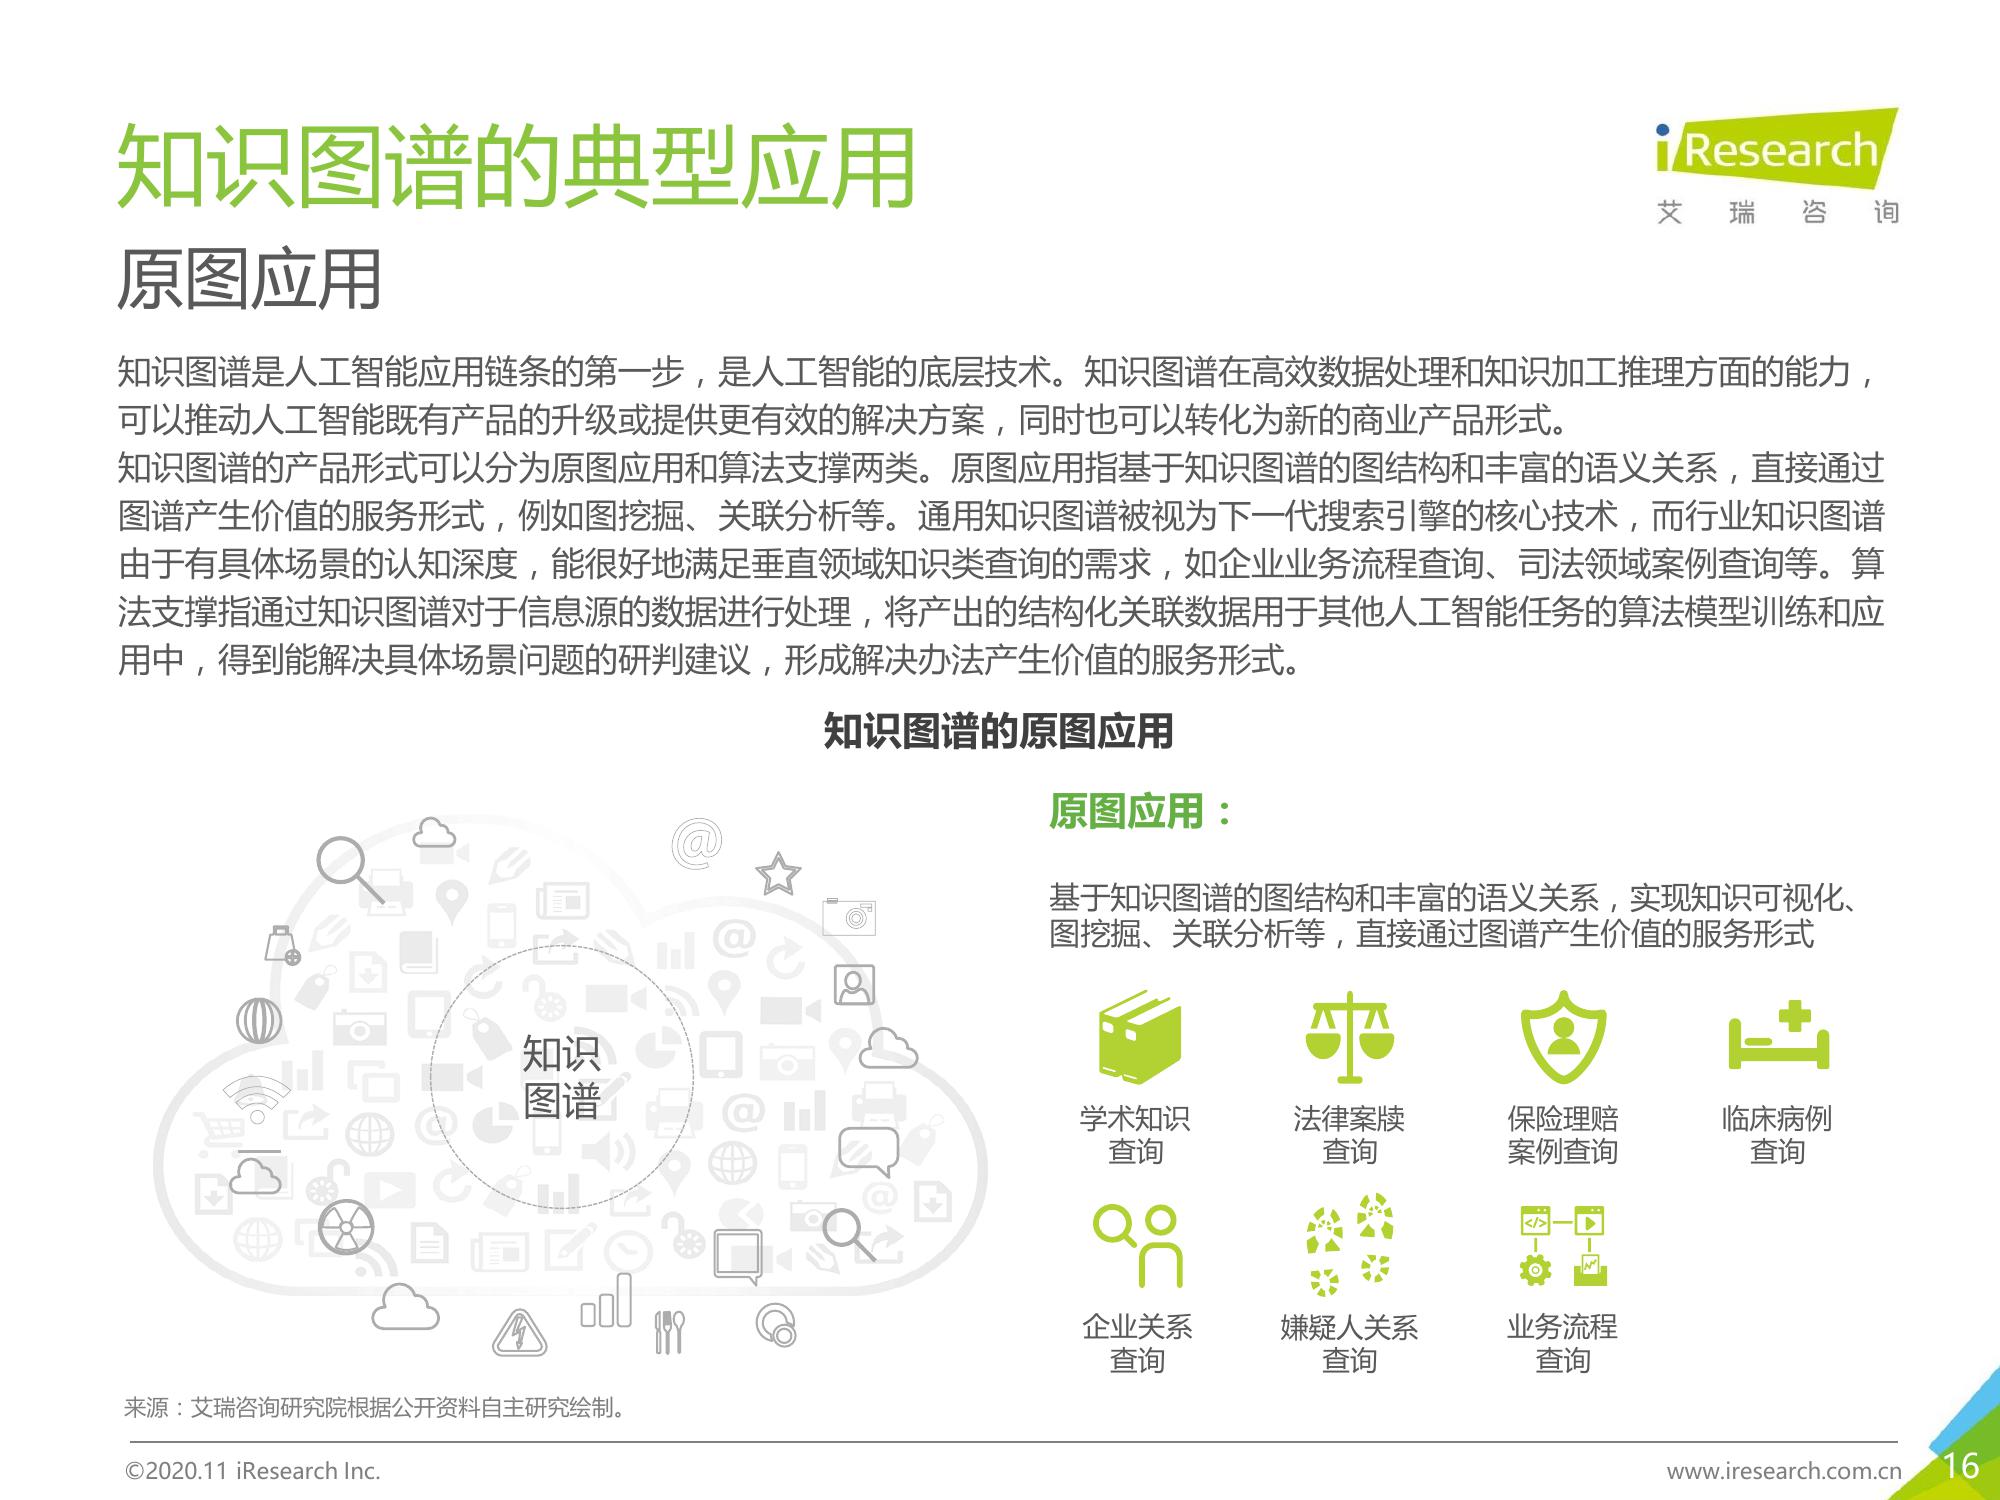 知识图谱的典型应用
iResearch
艾瑞咨询
原图应用
知识图谱是人工智能应用链条的第一步，是人工智能的底层技术。知识图谱在高效数据处理和知识加工推理方面的能力，
可以推动人工智能既有产品的升级或提供更有效的解决方案，同时也可以转化为新的商业产品形式。
知识图谱的产品形式可以分为原图应用和算法支撑两类。原图应用指基于知识图谱的图结构和丰富的语义关系，直接通过
图谱产生价值的服务形式，例如图挖掘、关联分析等。通用知识图谱被视为下一代搜索引擎的核心技术，而行业知识图谱
由于有具体场景的认知深度，能很好地满足垂直领域知识类查询的需求，如企业业务流程查询、司法领域案例查询等。算
法支撑指通过知识图谱对于信息源的数据进行处理，将产出的结构化关联数据用于其他人工智能任务的算法模型训练和应
用中，得到能解决具体场景问题的研判建议，形成解决办法产生价值的服务形式。
知识图谱的原图应用
知识
图谱
原图应用：
基于知识图谱的图结构和丰富的语义关系，实现知识可视化、
图挖掘、关联分析等，直接通过图谱产生价值的服务形式
学术知识
查询
法律案牍
查询
保险理赔
案例查询
临床病例
查询
企业关系
查询
嫌疑人关系
查询
业务流程
查询
来源：艾瑞咨询研究院根据公开资料自主研究绘制。
©2020.11 iResearch Inc.
www.iresearch.com.cn
16